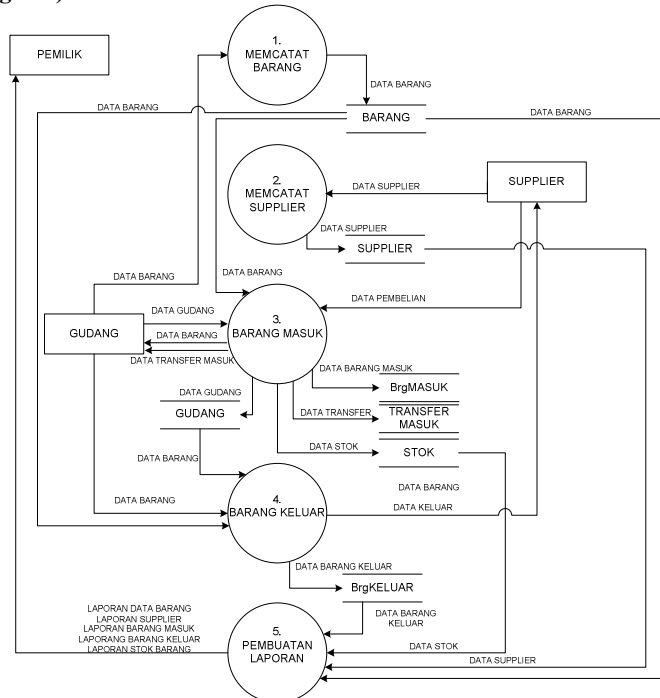 1.
MEMCATAT
BARANG
PEMILIK
DATA BARANG
DATA BARANG
BARANG
DATA BARANG
2.
MEMCATAT
SUPPLIER
DATA SUPPLIER
SUPPLIER
DATA SUPPLIER
SUPPLIER
DATA BARANG
DATA BARANG
DATA PEMBELIAN
DATA GUDANG
GUDANG
DATA BARANG
DATA TRANSFER MASUK
3.
BARANG MASUK
DATA BARANG MASUK
BrgMASUK
DATA GUDANG
GUDANG
DATA TRANSFER
TRANSFER
MASUK
DATA STOK
STOK
DATA BARANG
DATA BARANG
4.
BARANG KELUAR
DATA BARANG
DATA KELUAR
DATA BARANG KELUAR
BrgKELUAR
DATA BARANG
KELUAR
LAPORAN DATA BARANG
LAPORAN SUPPLIER
LAPORAN BARANG MASUK
LAPORANG BARANG KELUAR
LAPORAN STOK BARANG
5.
PEMBUATAN
LAPORAN
DATA STOK
DATA SUPPLIER